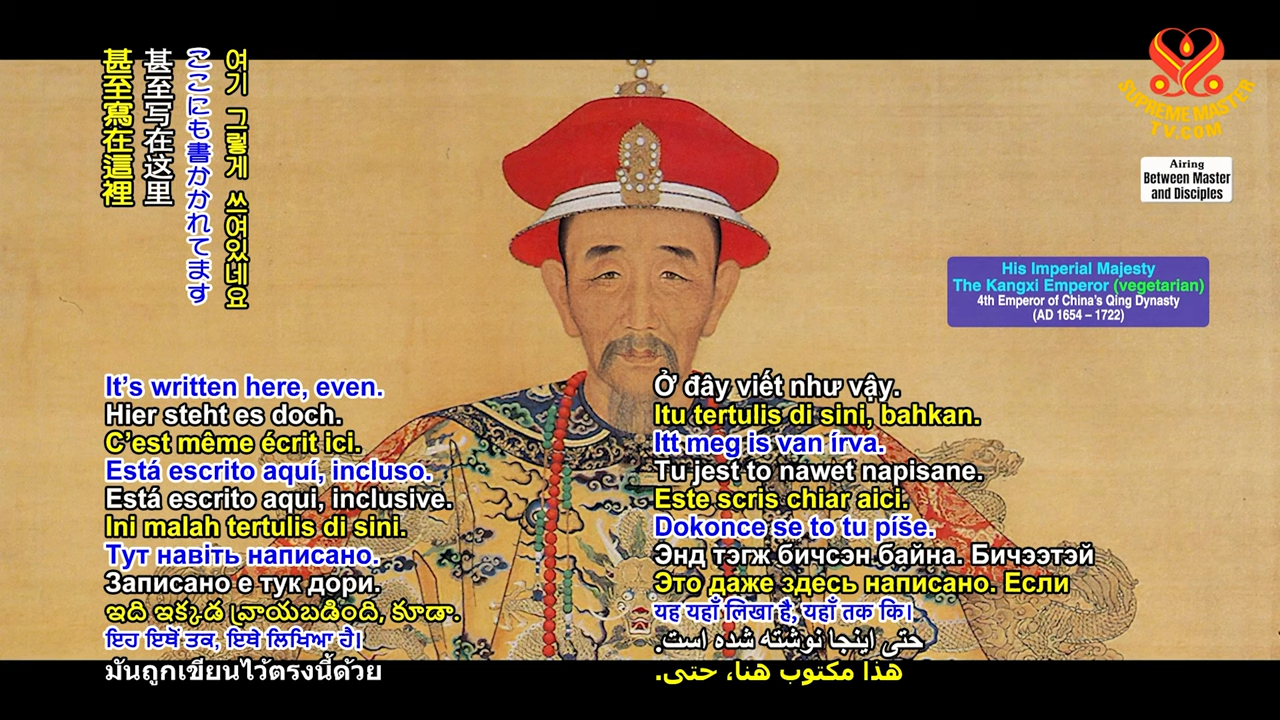 甚至寫在這裡
甚至写在这里
ここにも書かかれてます
여기 그렇게 쓰여있네요
SUPREME MASTER
TV.COM
Airing
Between Master
and Disciples
His Imperial Majesty
The Kangxi Emperor (vegetarian)
4th Emperor of China's Qing Dynasty
(AD 1654 – 1722)
It's written here, even.
Hier steht es doch.
C'est même écrit ici.
Está escrito aquí, incluso.
Está escrito aqui, inclusive.
Ini malah tertulis di sini.
Тут навіть написано.
Записано е тук дори.
ఇది ఇక్కడ వ్రాయబడింది, కూడా.
ਇਹ ਇਥੋਂ ਤਕ, ਇਥੇ ਲਿਖਿਆ ਹੈ।
มันถูกเขียนไว้ตรงนี้ด้วย
Ở đây viết như vậy.
Itu tertulis di sini, bahkan.
Itt meg is van írva.
Tu jest to nawet napisane.
Este scris chiar aici.
Dokonce se to tu píše.
Энд тэгж бичсэн байна. Бичээтэй
Это даже здесь написано. Если
यह यहाँ लिखा है, यहाँ तक कि।
حتی اینجا نوشته شده است.
هذا مكتوب هنا، حتى.